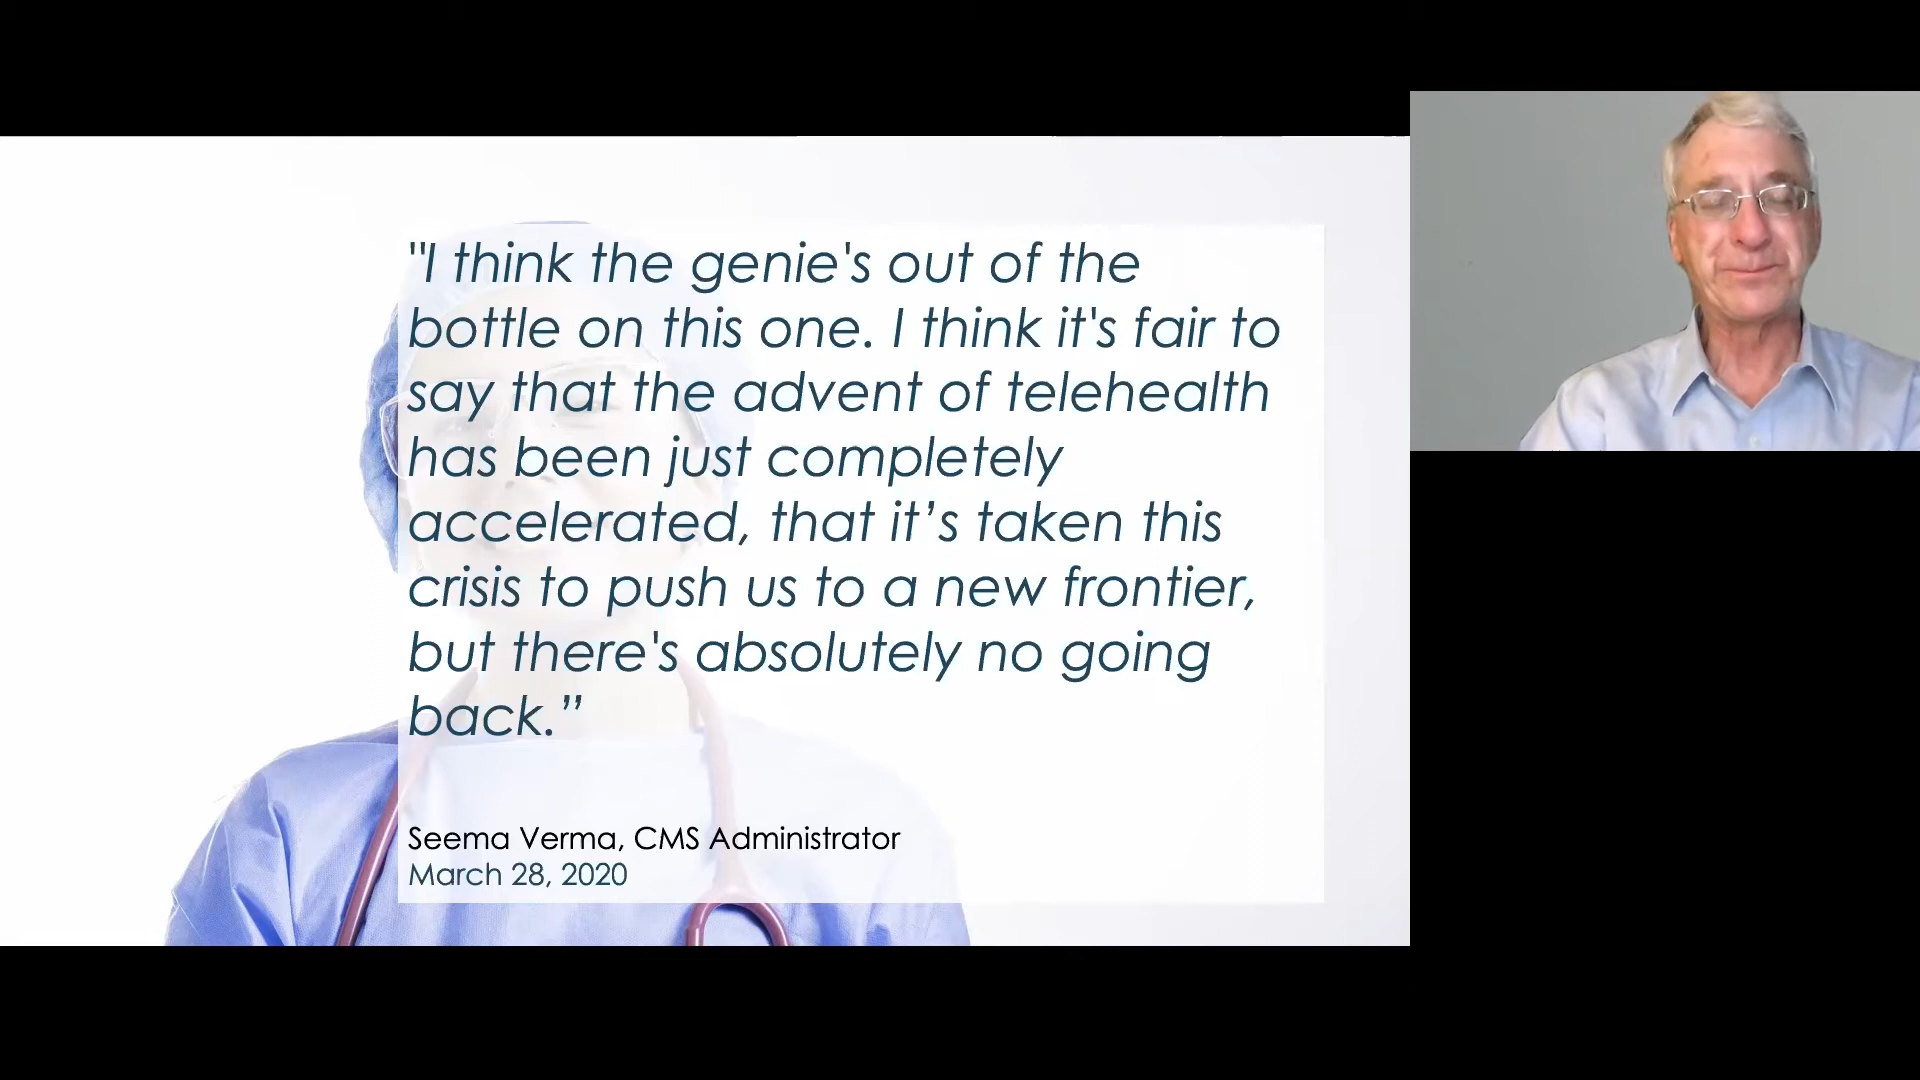 "I think the genie's out of the
bottle on this one. I think it's fair to
say that the advent of telehealth
has been just completely
accelerated, that it’s taken this
crisis to push us to a new frontier,
but there's absolutely no going
back.”
Seema Verma, CMS Administrator
March 28, 2020